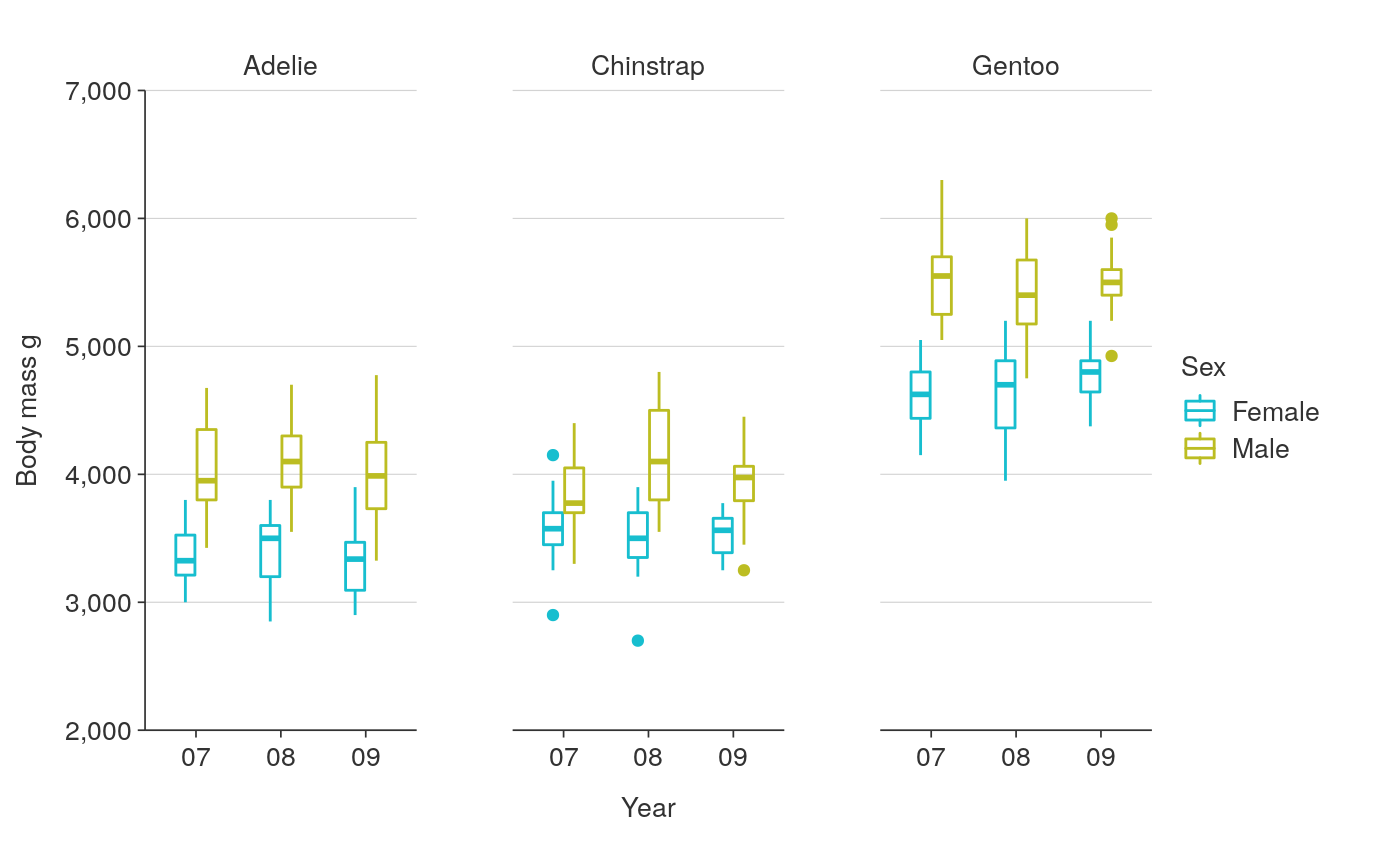 Adelie Chinstrap Gentoo
7,000
6,000
5,000
4,000
3,000
2,000
Body mass g
07 08 09 07 08 09 07 08 09
Year
Sex
Female
Male